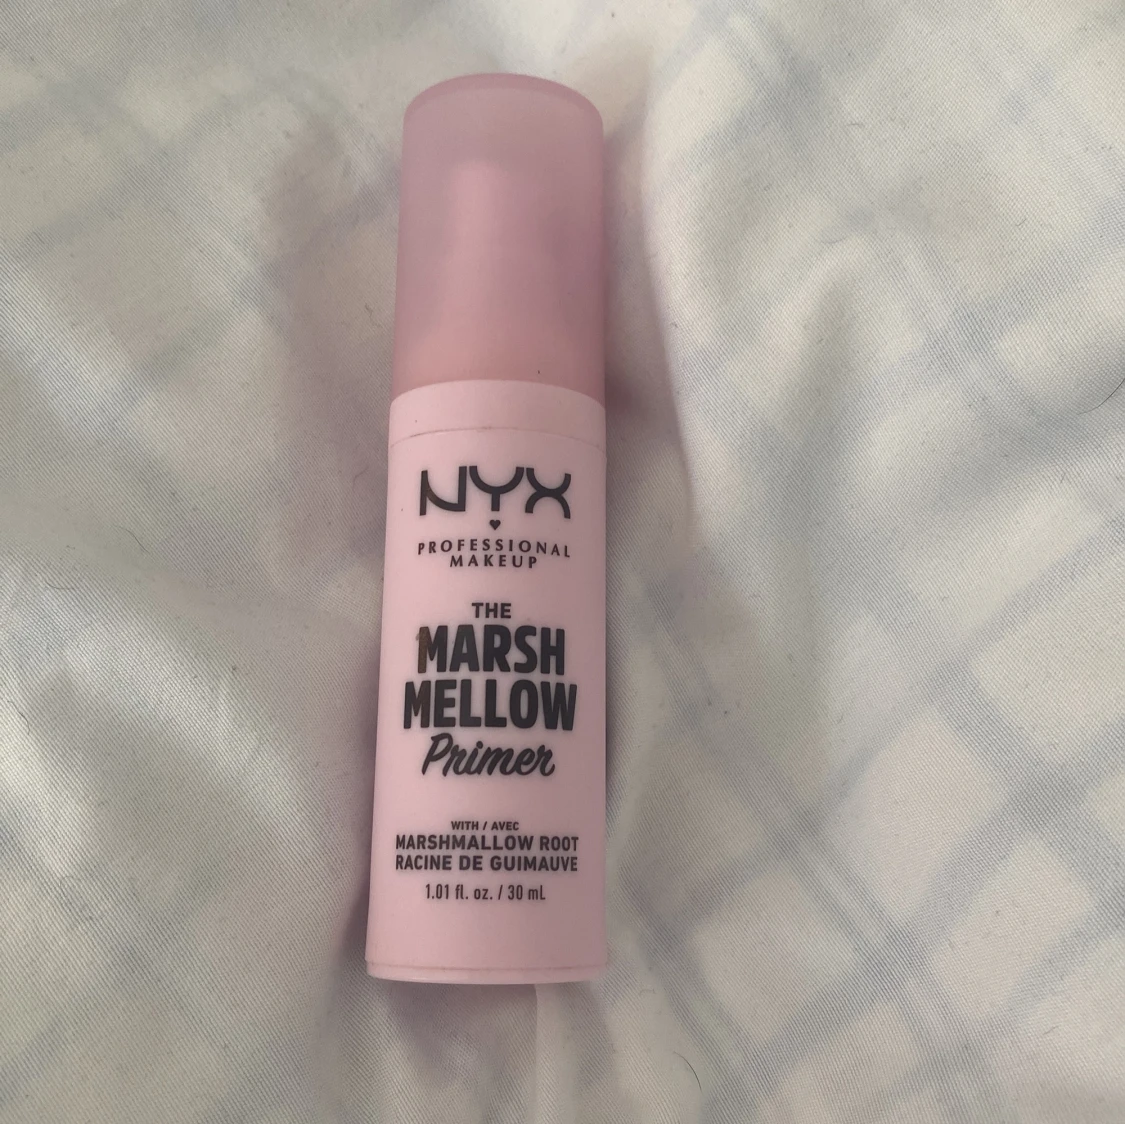 NYX
PROFESSIONAL
MAKEUP
THE
MARSH
MELLOW
Primer
WITH / AVEC
MARSHMALLOW ROOT
RACINE DE GUIMAUVE
1.01 fl. oz. / 30 mL